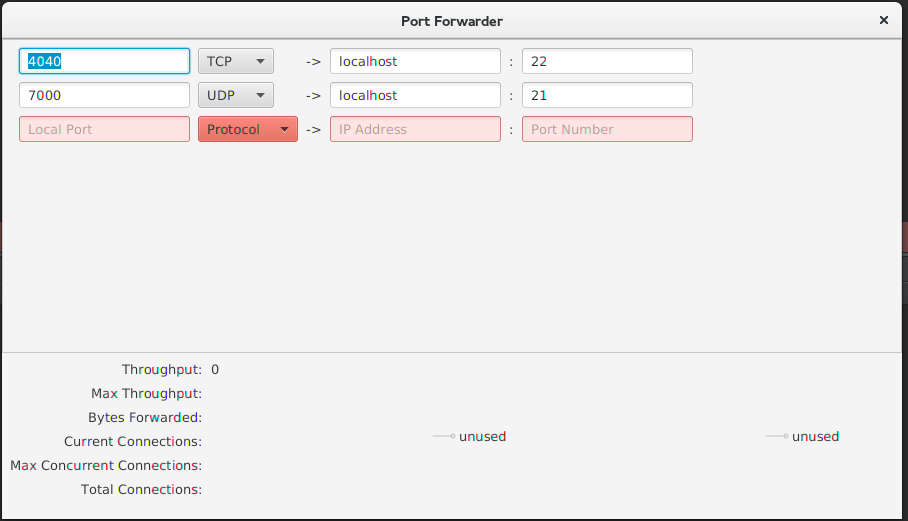 Port Forwarder ×
4040 TCP -> localhost : 22
7000 UDP -> localhost : 21
Local Port Protocol -> IP Address : Port Number
Throughput: 0
Max Throughput:
Bytes Forwarded:
unused unused
Current Connections:
Max Concurrent Connections:
Total Connections: